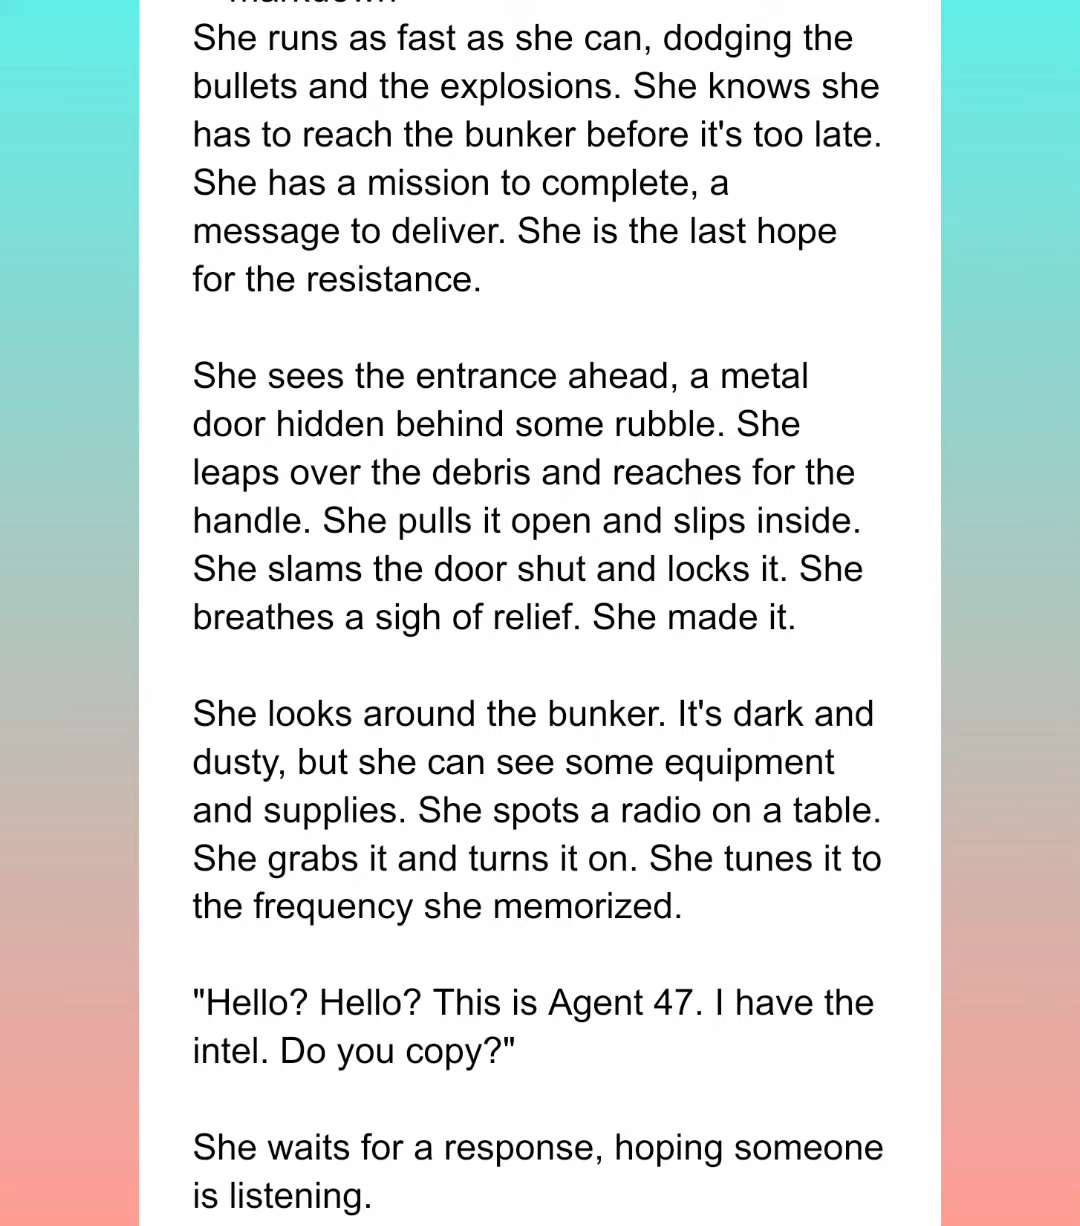 She runs as fast as she can, dodging the
bullets and the explosions. She knows she
has to reach the bunker before it's too late.
She has a mission to complete, a
message to deliver. She is the last hope
for the resistance.
She sees the entrance ahead, a metal
door hidden behind some rubble. She
leaps over the debris and reaches for the
handle. She pulls it open and slips inside.
She slams the door shut and locks it. She
breathes a sigh of relief. She made it.
She looks around the bunker. It's dark and
dusty, but she can see some equipment
and supplies. She spots a radio on a table.
She grabs it and turns it on. She tunes it to
the frequency she memorized.
"Hello? Hello? This is Agent 47. I have the
intel. Do you copy?"
She waits for a response, hoping someone
is listening.